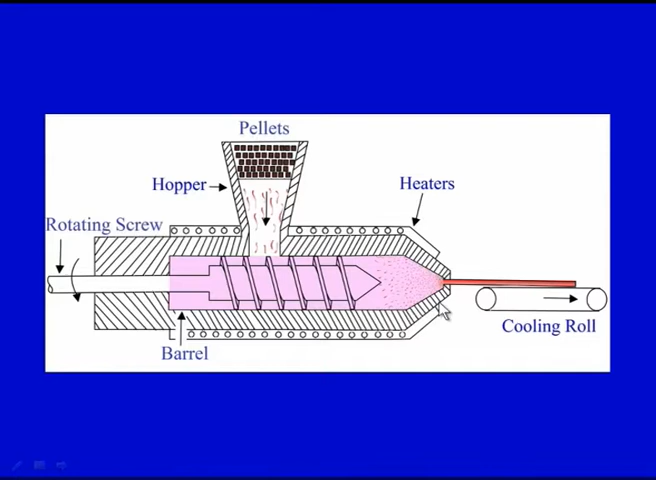 Pellets
Hopper
Heaters
Rotating Screw
Cooling Roll
Barrel